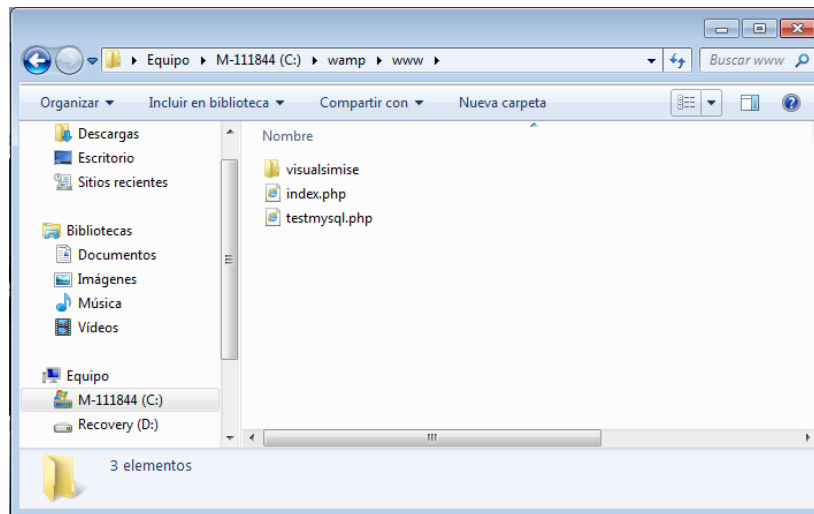 Equipo ▸ M-111844 (C:) ▸ wamp ▸ www ▸
Buscar www
Organizar
Incluir en biblioteca
Compartir con
Nueva carpeta
Descargas
Escritorio
Sitios recientes
Bibliotecas
Documentos
Imágenes
Música
Vídeos
Equipo
M-111844 (C:)
Recovery (D:)
Nombre
visualsimise
index.php
testmysql.php
3 elementos